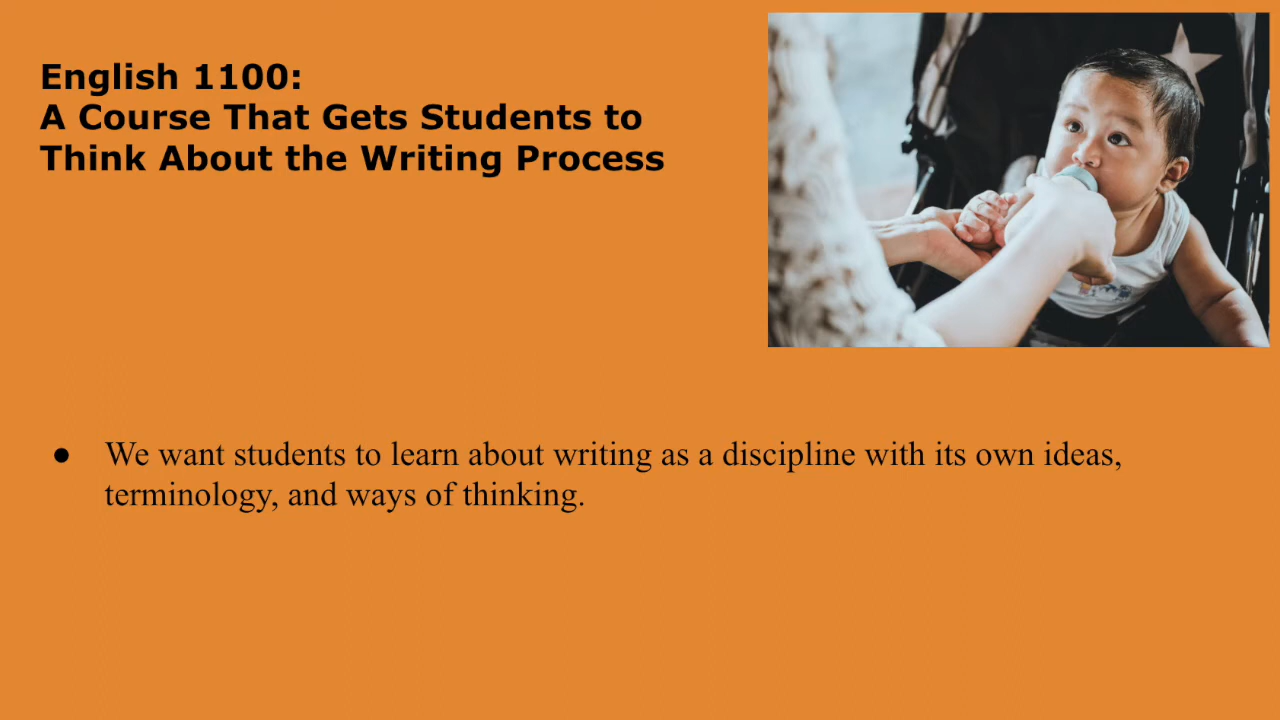 English 1100:
A Course That Gets Students to
Think About the Writing Process
● We want students to learn about writing as a discipline with its own ideas,
terminology, and ways of thinking.